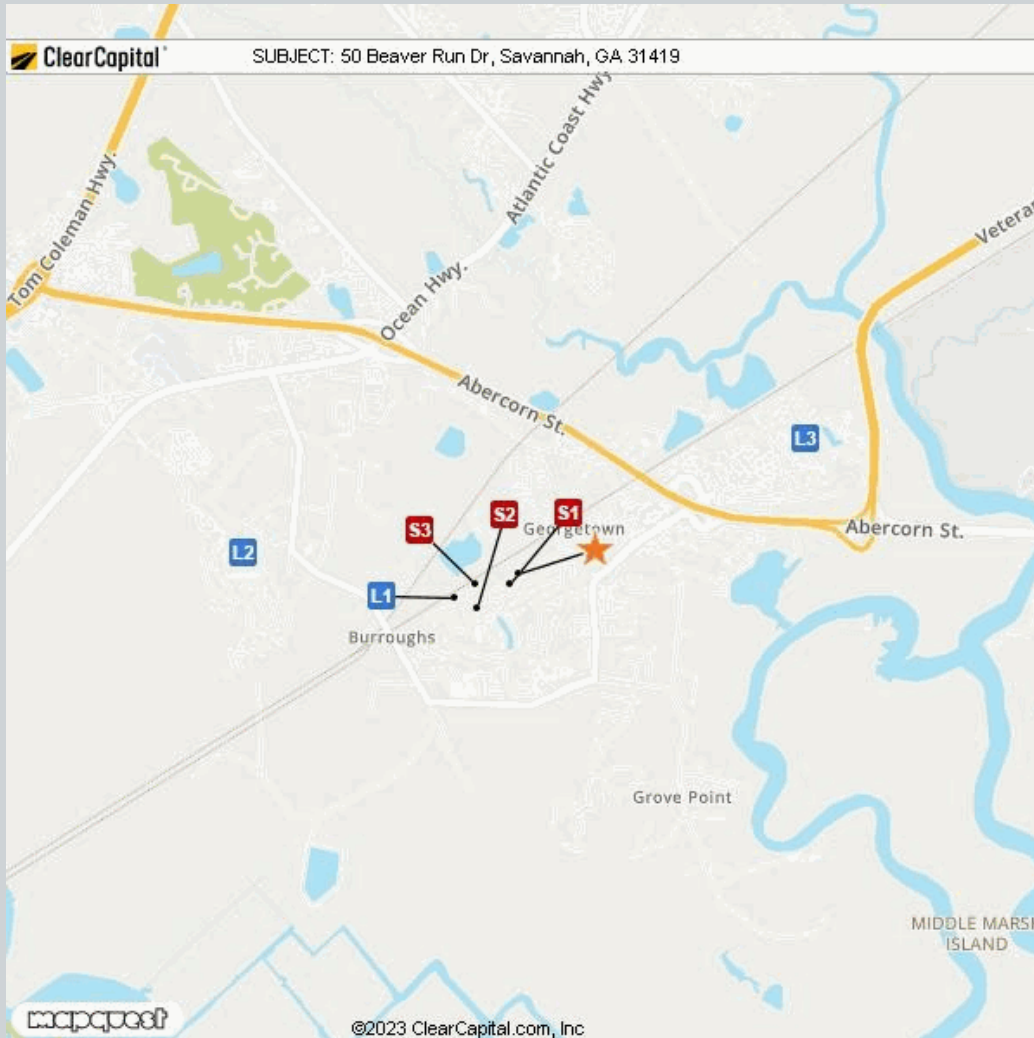 ClearCapital
SUBJECT: 50 Beaver Run Dr, Savannah, GA 31419
Atlantic Coast Hwy
Tom Coleman Hwy.
Veteran
Ocean Hwy.
Abercorn St.
L3
S1
S2
S3
Georgetown
Abercorn St.
L2
L1
Burroughs
Grove Point
MIDDLE MARSH
ISLAND
mapquest
©2023 ClearCapital.com, Inc